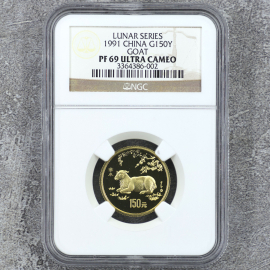 LUNAR SERIES
1991 CHINA G150Y
GOAT
PF 69 ULTRA CAMEO
3364386-002
NGC
150元